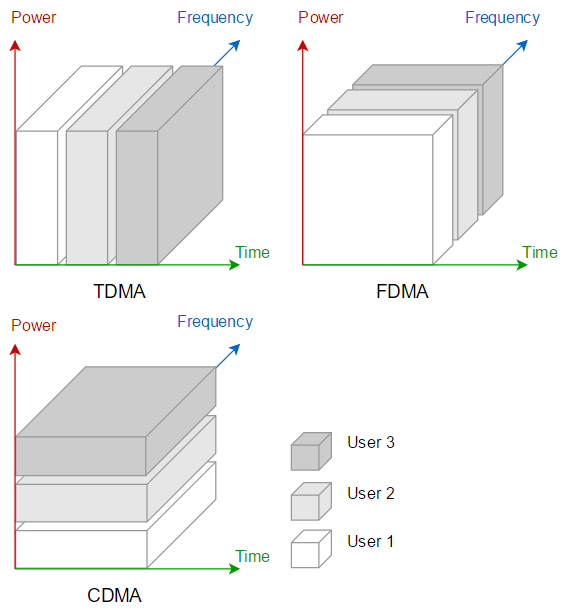 Power
Frequency
Time
TDMA
Power
Frequency
Time
FDMA
Power
Frequency
Time
CDMA
User 3
User 2
User 1